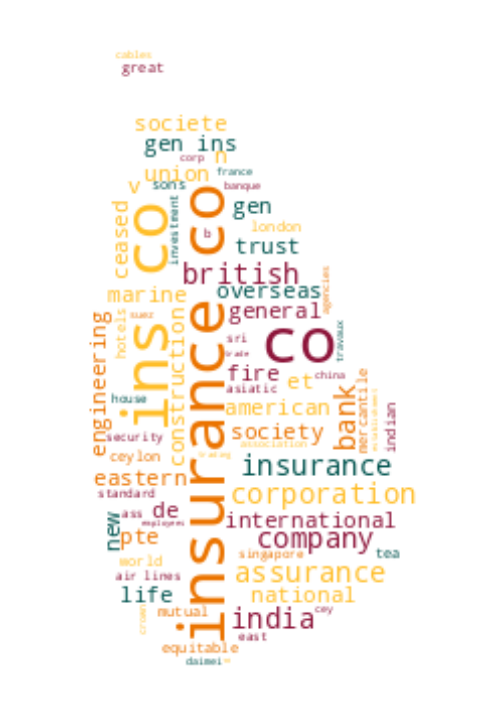 cables
great
societe
gen ins
corp
n
union
france
v
sons
banque
co
ins
investment
insurance co
b
gen
ceased
london
trust
british
overseas
agencies
marine
general
suez
hotels
construction
engineering
co
travaux
sri
trade
fire
et
china
asiatic
house
american
bank
mercantile
indian
society
security
association
ceylon
trading
insurance
eastern
standard
corporation
ass
de
employees
new
pte
international
company
singapore
tea
world
air lines
assurance
life
national
crown
mutual
india
cey
east
equitable
daimei